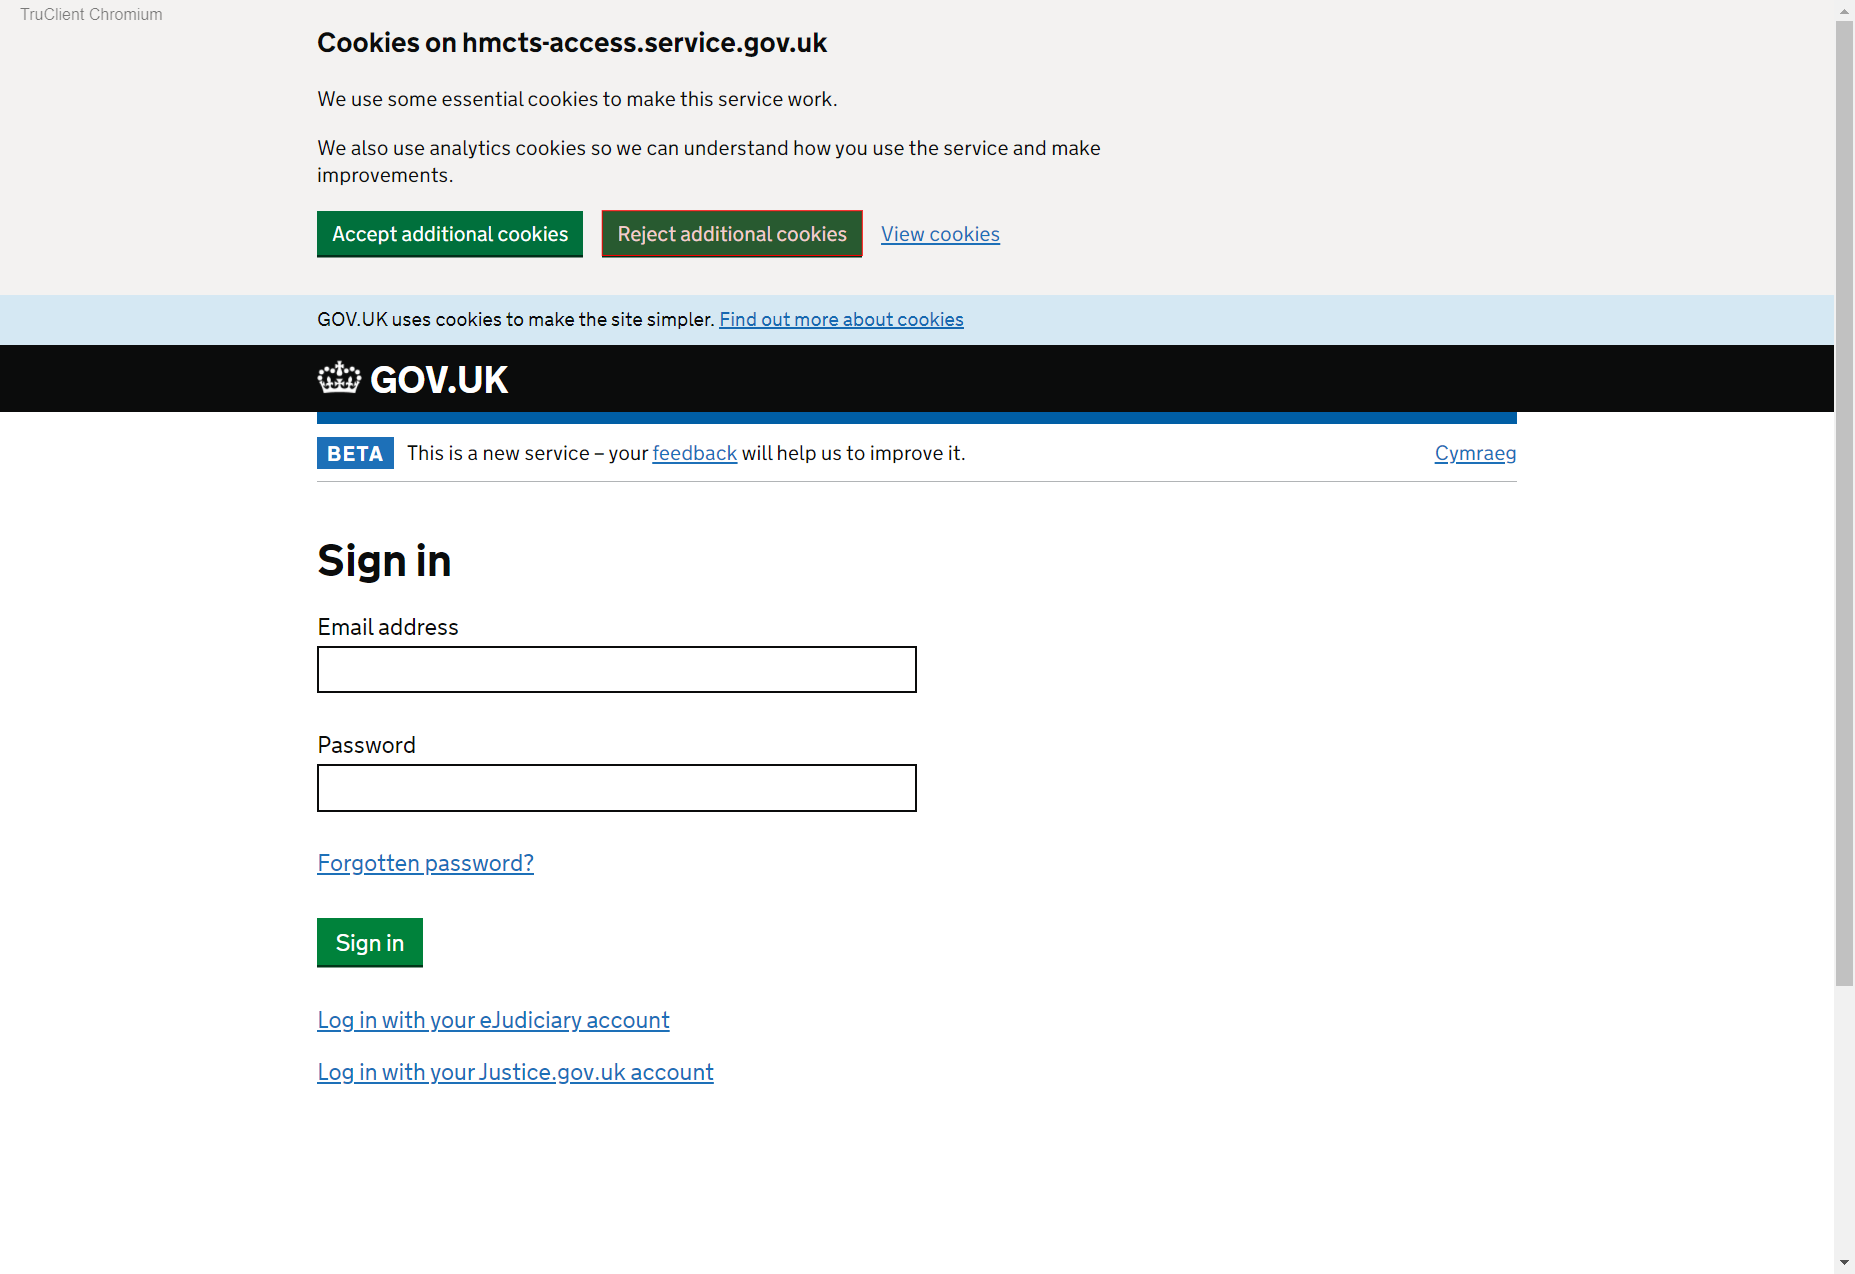 TruClient Chromium
Cookies on hmcts-access.service.gov.uk
We use some essential cookies to make this service work.
We also use analytics cookies so we can understand how you use the service and make
improvements.
Accept additional cookies Reject additional cookies View cookies
GOV.UK uses cookies to make the site simpler. Find out more about cookies
GOV.UK
BETA This is a new service – your feedback will help us to improve it. Cymraeg
Sign in
Email address
Password
Forgotten password?
Sign in
Log in with your eJudiciary account
Log in with your Justice.gov.uk account